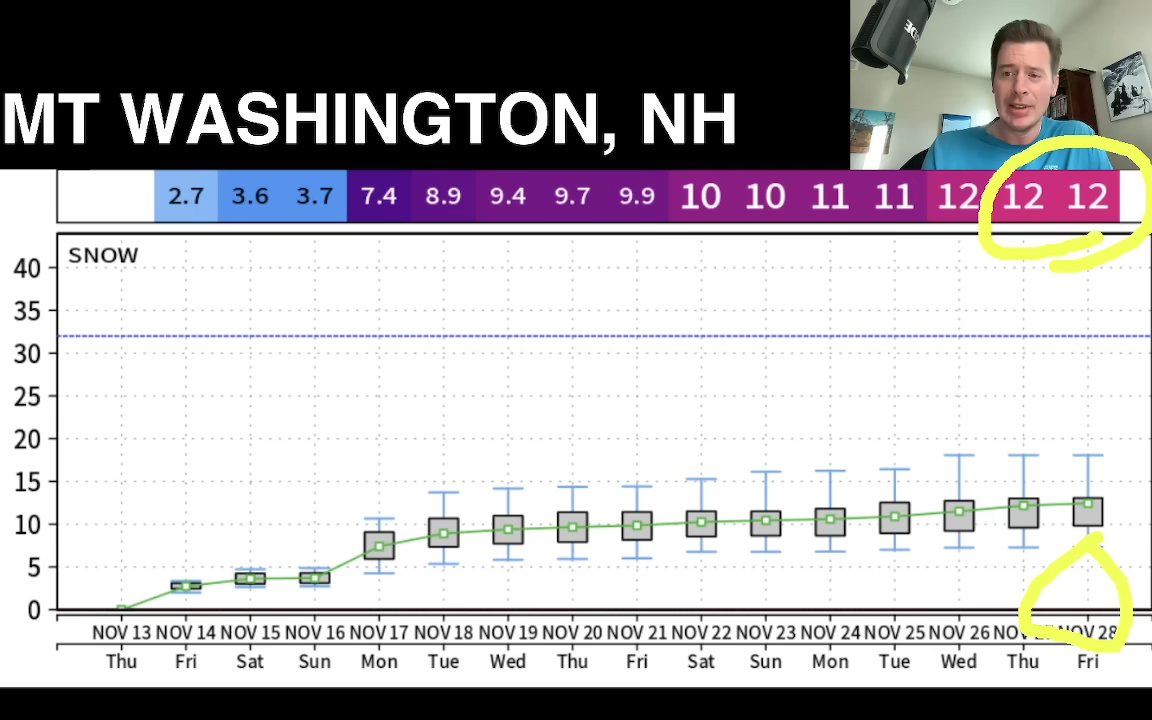 MT WASHINGTON, NH
2.7 3.6 3.7 7.4 8.9 9.4 9.7 9.9 10 10 11 11 12 12 12
SNOW
40
35
30
25
20
15
10
5
0
NOV 13 NOV 14 NOV 15 NOV 16 NOV 17 NOV 18 NOV 19 NOV 20 NOV 21 NOV 22 NOV 23 NOV 24 NOV 25 NOV 26 NOV 27 NOV 28
Thu Fri Sat Sun Mon Tue Wed Thu Fri Sat Sun Mon Tue Wed Thu Fri